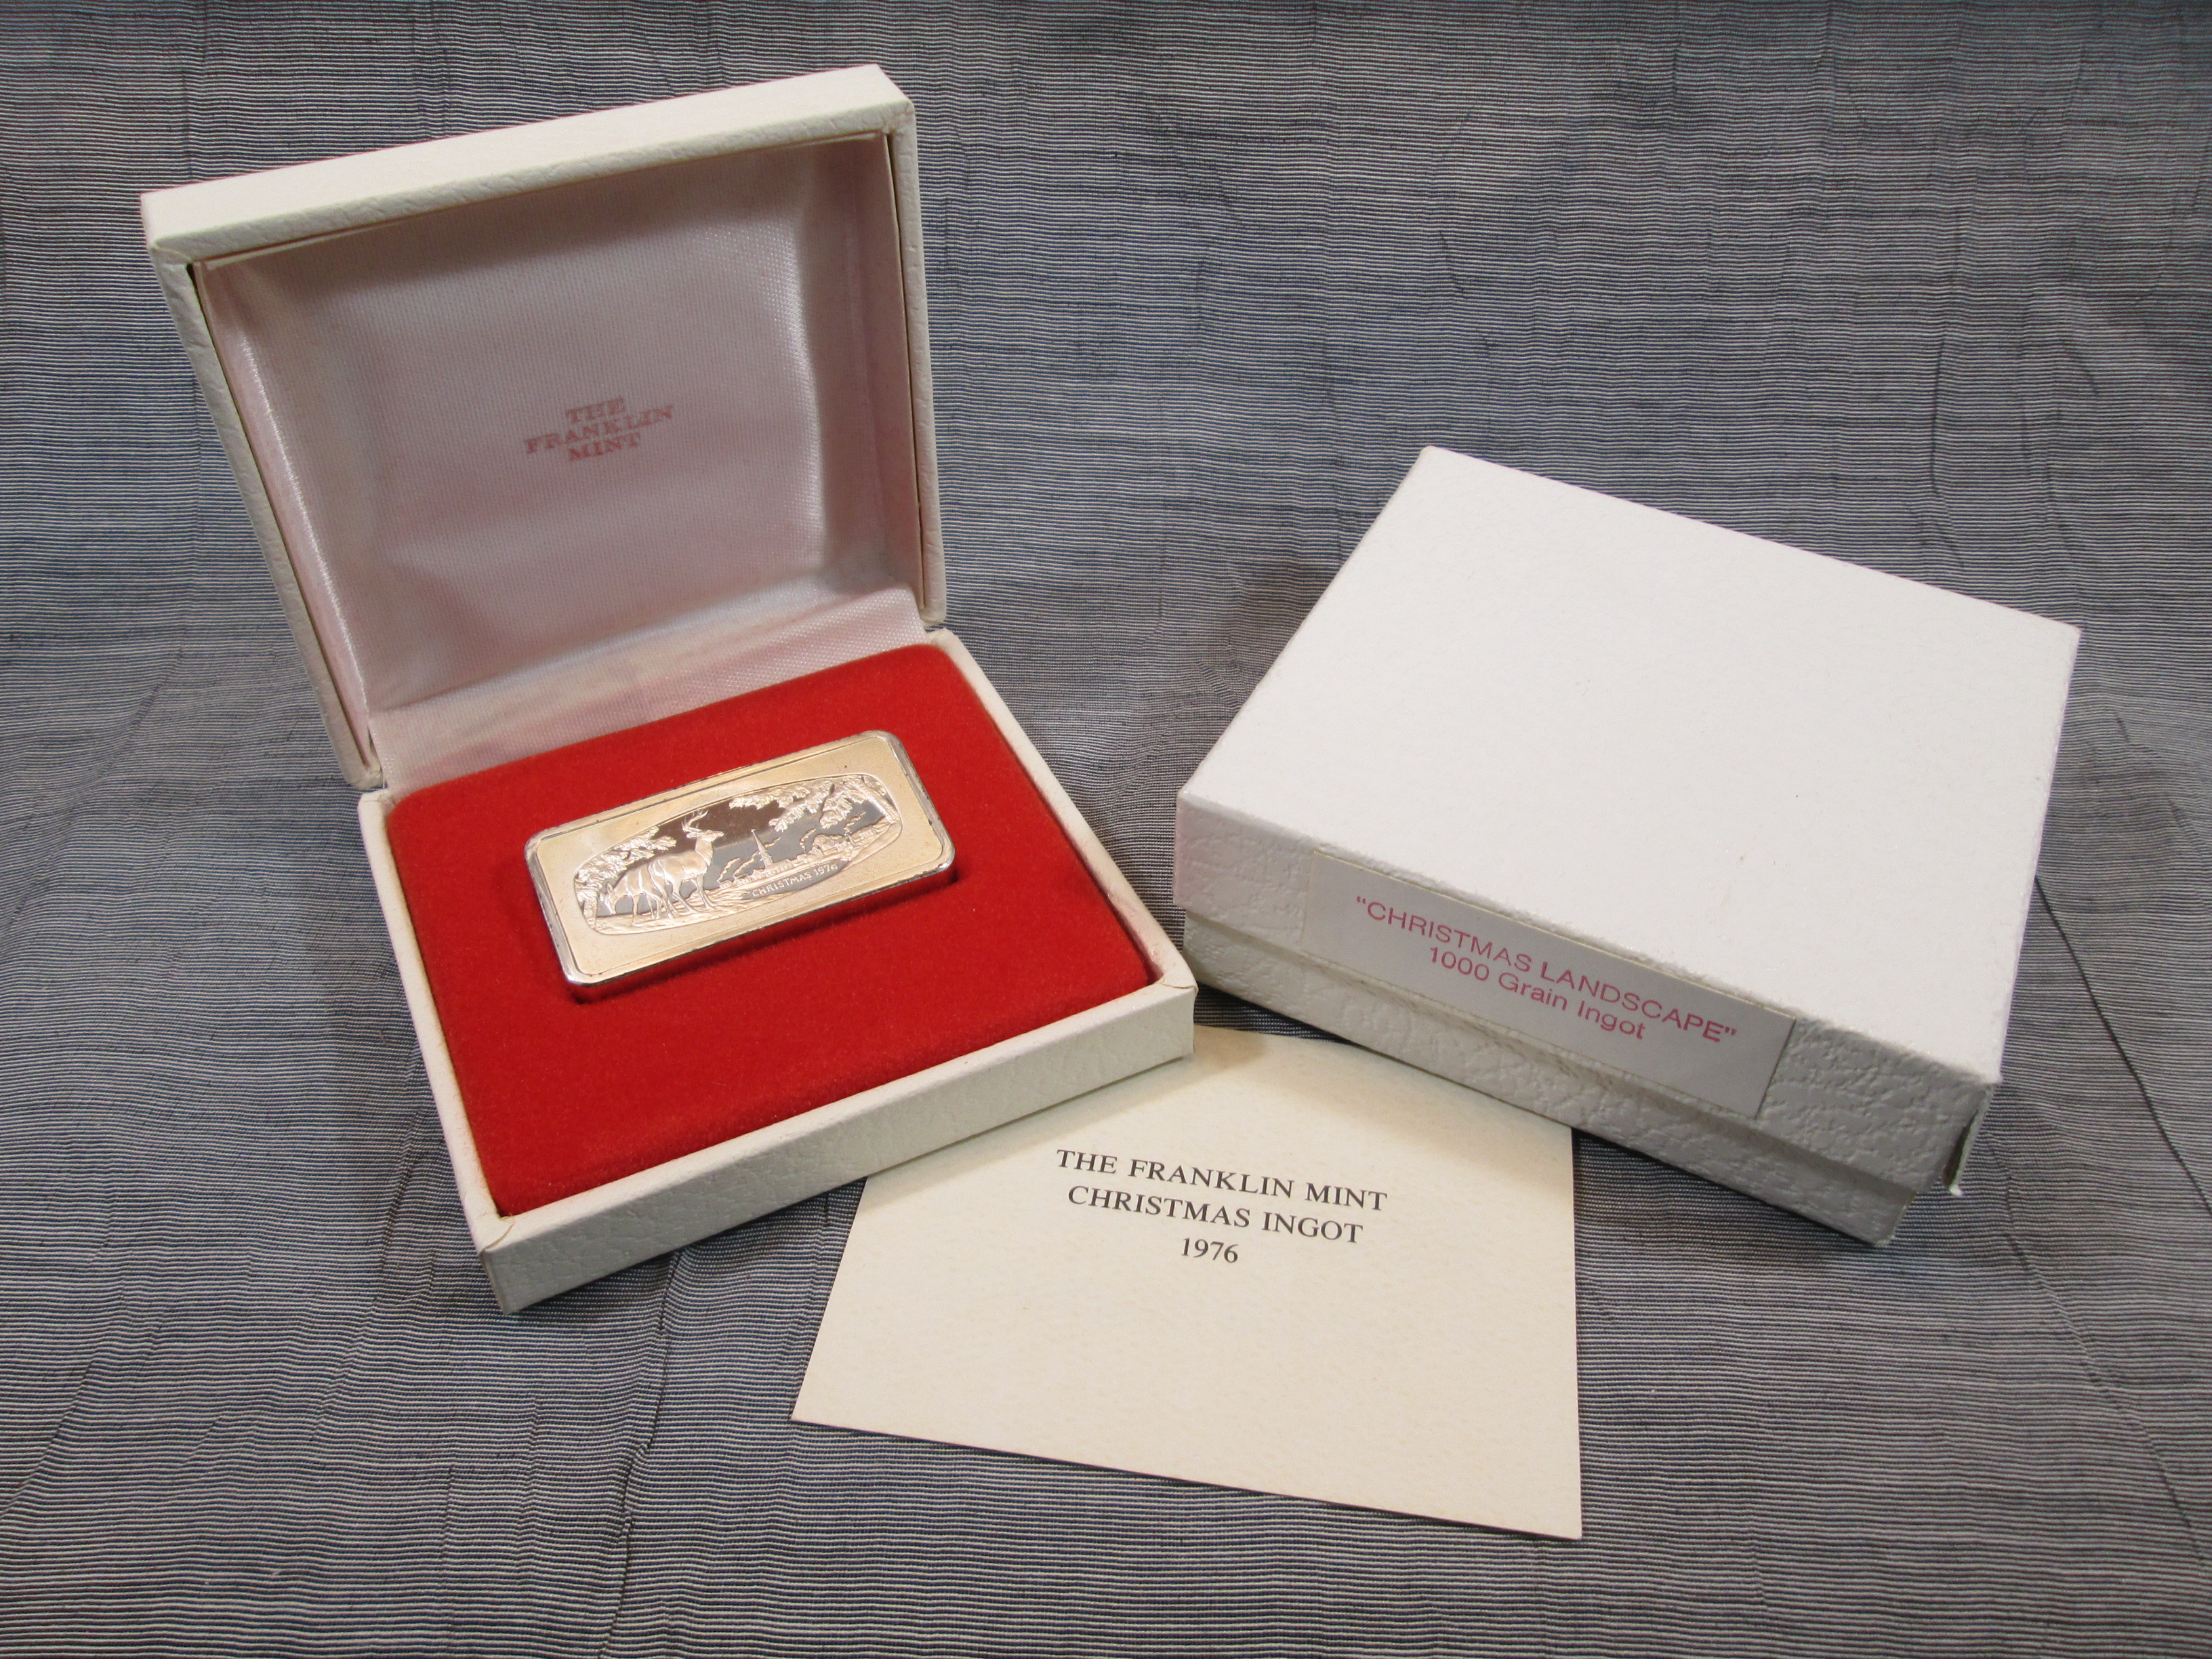 THE
FRANKLIN
MINT
CHRISTMAS 1976
"CHRISTMAS LANDSCAPE"
1000 Grain Ingot
THE FRANKLIN MINT
CHRISTMAS INGOT
1976